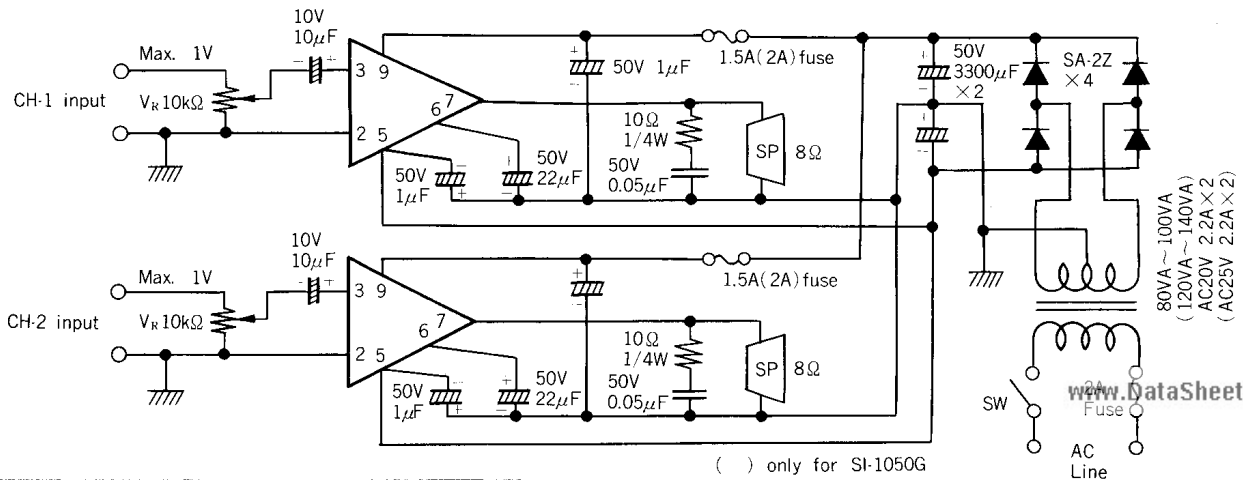 10V
10μF
Max. 1V
CH-1 input
VR 10kΩ
3 9
6 7
2 5
50V 1μF
1.5A(2A)fuse
50V
1μF
50V
22μF
10Ω
1/4W
50V
0.05μF
SP
8Ω
50V
3300μF
×2
SA-2Z
×4
10V
10μF
Max. 1V
CH-2 input
VR 10kΩ
3 9
6 7
2 5
1.5A(2A)fuse
50V
1μF
50V
22μF
10Ω
1/4W
50V
0.05μF
SP
8Ω
80VA~100VA
(120VA~140VA)
AC20V 2.2A×2
(AC25V 2.2A×2)
SW
2A
Fuse
www.DataSheet
AC
Line
( ) only for SI-1050G